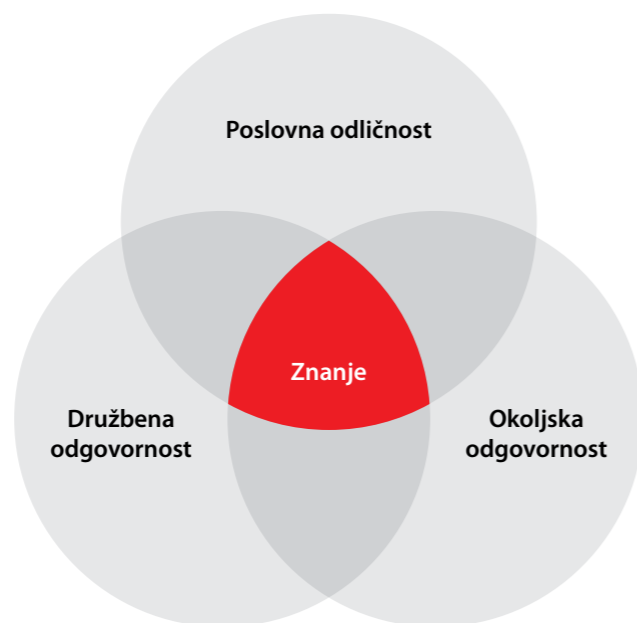 Poslovna odličnost
Znanje
Družbena
odgovornost
Okoljska
odgovornost